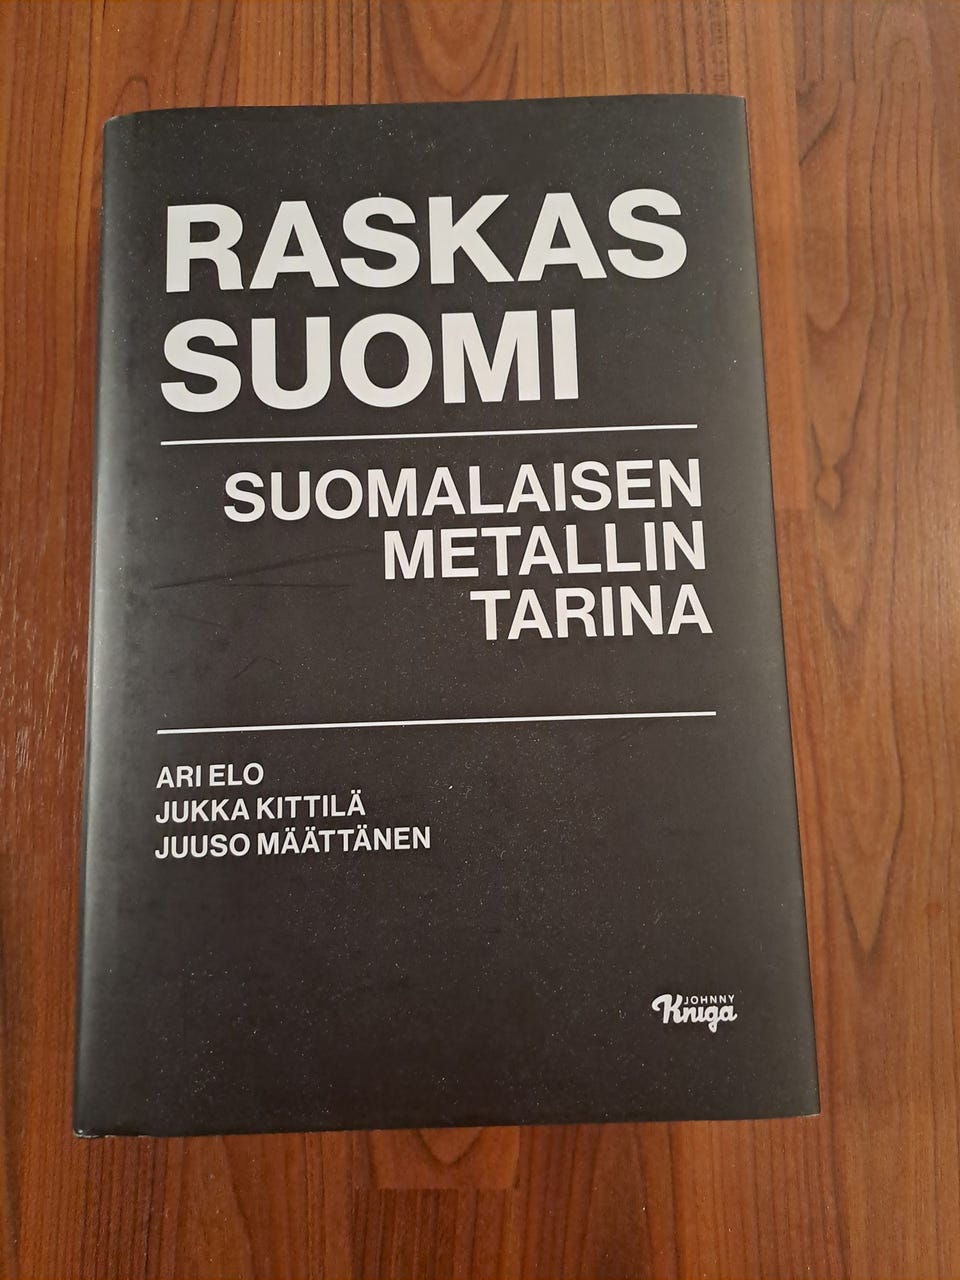 RASKAS
SUOMI
SUOMALAISEN
METALLIN
TARINA
ARI ELO
JUKKA KITTILÄ
JUUSO MÄÄTTÄNEN
JOHNNY
Kniga